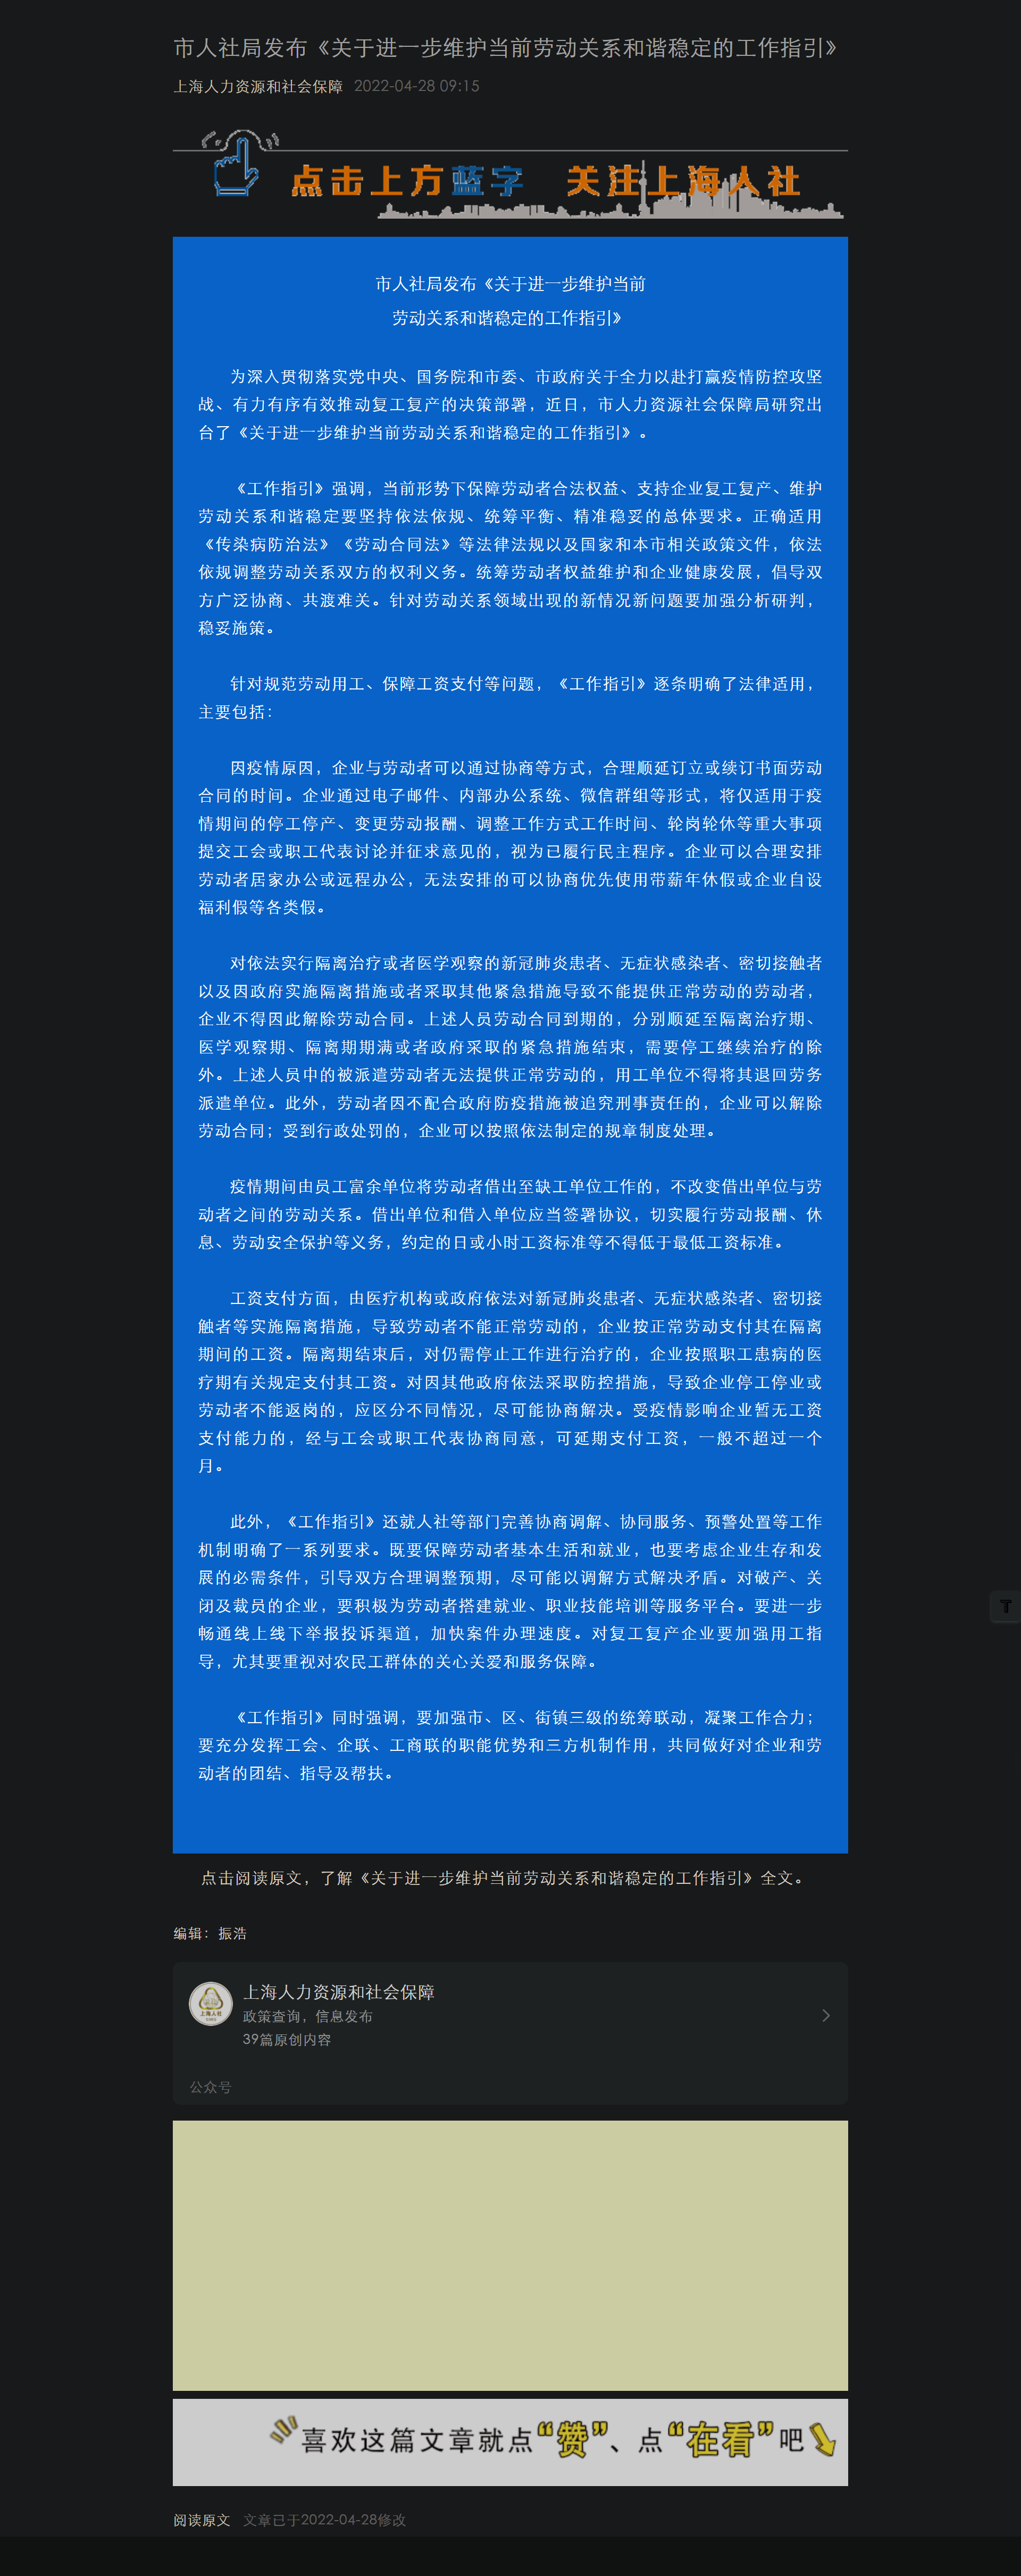 市人社局发布《关于进一步维护当前劳动关系和谐稳定的工作指引》
上海人力资源和社会保障 2022-04-28 09:15
点击上方蓝字 关注上海人社
市人社局发布《关于进一步维护当前
劳动关系和谐稳定的工作指引》
为深入贯彻落实党中央、国务院和市委、市政府关于全力以赴打赢疫情防控攻坚
战、有力有序有效推动复工复产的决策部署，近日，市人力资源社会保障局研究出
台了《关于进一步维护当前劳动关系和谐稳定的工作指引》。
《工作指引》强调，当前形势下保障劳动者合法权益、支持企业复工复产、维护
劳动关系和谐稳定要坚持依法依规、统筹平衡、精准稳妥的总体要求。正确适用
《传染病防治法》《劳动合同法》等法律法规以及国家和本市相关政策文件，依法
依规调整劳动关系双方的权利义务。统筹劳动者权益维护和企业健康发展，倡导双
方广泛协商、共渡难关。针对劳动关系领域出现的新情况新问题要加强分析研判，
稳妥施策。
针对规范劳动用工、保障工资支付等问题，《工作指引》逐条明确了法律适用，
主要包括：
因疫情原因，企业与劳动者可以通过协商等方式，合理顺延订立或续订书面劳动
合同的时间。企业通过电子邮件、内部办公系统、微信群组等形式，将仅适用于疫
情期间的停工停产、变更劳动报酬、调整工作方式工作时间、轮岗轮休等重大事项
提交工会或职工代表讨论并征求意见的，视为已履行民主程序。企业可以合理安排
劳动者居家办公或远程办公，无法安排的可以协商优先使用带薪年休假或企业自设
福利假等各类假。
对依法实行隔离治疗或者医学观察的新冠肺炎患者、无症状感染者、密切接触者
以及因政府实施隔离措施或者采取其他紧急措施导致不能提供正常劳动的劳动者，
企业不得因此解除劳动合同。上述人员劳动合同到期的，分别顺延至隔离治疗期、
医学观察期、隔离期期满或者政府采取的紧急措施结束，需要停工继续治疗的除
外。上述人员中的被派遣劳动者无法提供正常劳动的，用工单位不得将其退回劳务
派遣单位。此外，劳动者因不配合政府防疫措施被追究刑事责任的，企业可以解除
劳动合同；受到行政处罚的，企业可以按照依法制定的规章制度处理。
疫情期间由员工富余单位将劳动者借出至缺工单位工作的，不改变借出单位与劳
动者之间的劳动关系。借出单位和借入单位应当签署协议，切实履行劳动报酬、休
息、劳动安全保护等义务，约定的日或小时工资标准等不得低于最低工资标准。
工资支付方面，由医疗机构或政府依法对新冠肺炎患者、无症状感染者、密切接
触者等实施隔离措施，导致劳动者不能正常劳动的，企业按正常劳动支付其在隔离
期间的工资。隔离期结束后，对仍需停止工作进行治疗的，企业按照职工患病的医
疗期有关规定支付其工资。对因其他政府依法采取防控措施，导致企业停工停业或
劳动者不能返岗的，应区分不同情况，尽可能协商解决。受疫情影响企业暂无工资
支付能力的，经与工会或职工代表协商同意，可延期支付工资，一般不超过一个
月。
此外，《工作指引》还就人社等部门完善协商调解、协同服务、预警处置等工作
机制明确了一系列要求。既要保障劳动者基本生活和就业，也要考虑企业生存和发
展的必需条件，引导双方合理调整预期，尽可能以调解方式解决矛盾。对破产、关
闭及裁员的企业，要积极为劳动者搭建就业、职业技能培训等服务平台。要进一步
畅通线上线下举报投诉渠道，加快案件办理速度。对复工复产企业要加强用工指
导，尤其要重视对农民工群体的关心关爱和服务保障。
《工作指引》同时强调，要加强市、区、街镇三级的统筹联动，凝聚工作合力；
要充分发挥工会、企联、工商联的职能优势和三方机制作用，共同做好对企业和劳
动者的团结、指导及帮扶。
点击阅读原文，了解《关于进一步维护当前劳动关系和谐稳定的工作指引》全文。
编辑：振浩
上海人力资源和社会保障
政策查询，信息发布
39篇原创内容
上海人社
公众号
喜欢这篇文章就点“赞”、点“在看”吧
阅读原文 文章已于2022-04-28修改